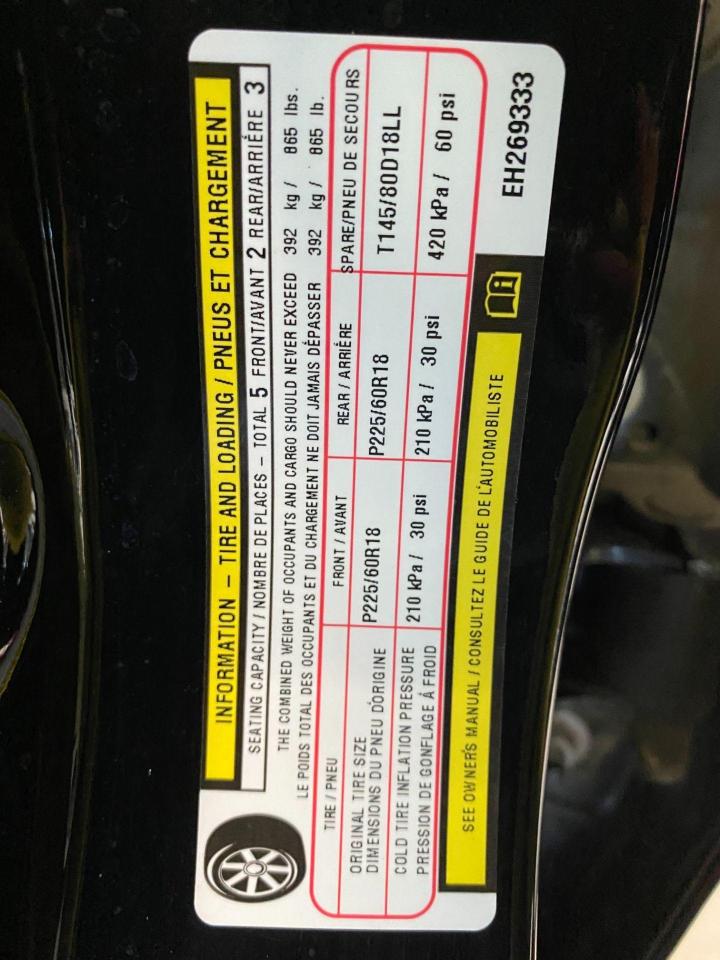 INFORMATION – TIRE AND LOADING / PNEUS ET CHARGEMENT
SEATING CAPACITY / NOMBRE DE PLACES – TOTAL 5 FRONT/AVANT 2 REAR/ARRIÈRE 3
THE COMBINED WEIGHT OF OCCUPANTS AND CARGO SHOULD NEVER EXCEED 392 kg / 865 lbs.
LE POIDS TOTAL DES OCCUPANTS ET DU CHARGEMENT NE DOIT JAMAIS DÉPASSER 392 kg / 865 lb.
TIRE / PNEU FRONT / AVANT REAR / ARRIÈRE SPARE/PNEU DE SECOURS
ORIGINAL TIRE SIZE
DIMENSIONS DU PNEU D'ORIGINE P225/60R18 P225/60R18 T145/80D18LL
COLD TIRE INFLATION PRESSURE
PRESSION DE GONFLAGE À FROID 210 kPa / 30 psi 210 kPa / 30 psi 420 kPa / 60 psi
SEE OWNER'S MANUAL / CONSULTEZ LE GUIDE DE L'AUTOMOBILISTE
EH269333